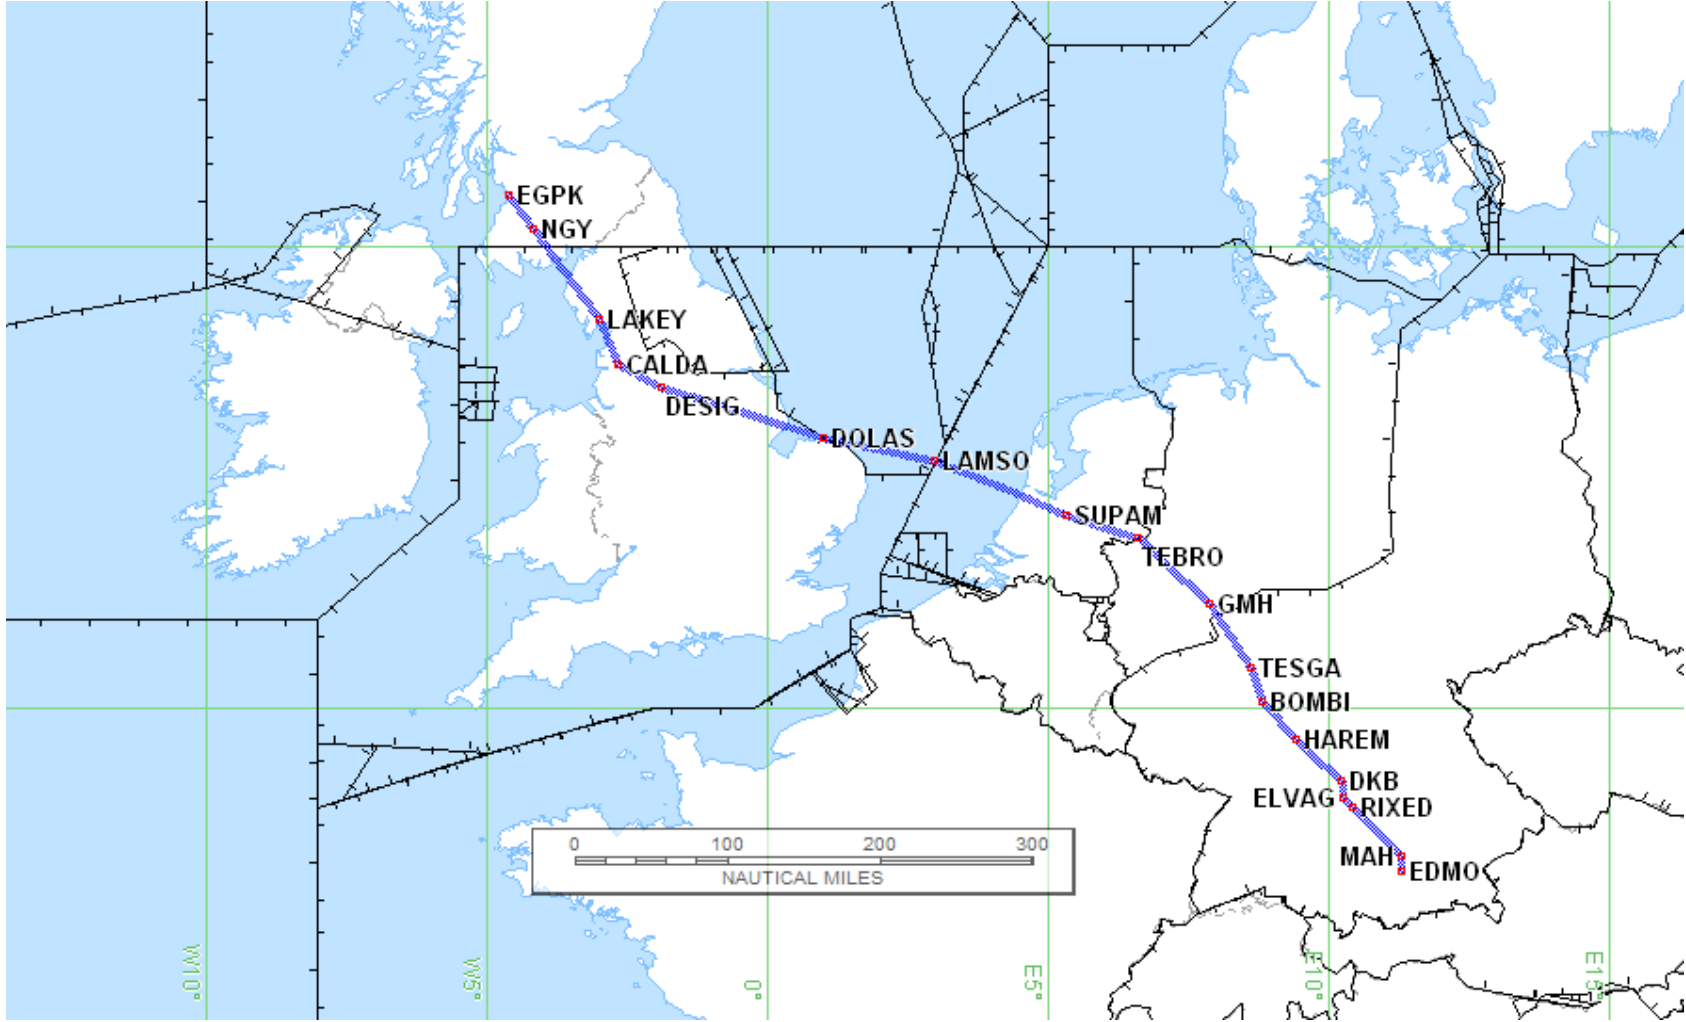 EGPK
NGY
LAKEY
CALDA
DESIG
DOLAS
LAMSO
SUPAM
TEBRO
GMH
TESGA
BOMBI
HAREM
DKB
ELVAG
RIXED
MAH
EDMO
0 100 200 300
NAUTICAL MILES
W10° W5° 0° E5° E10° E15°